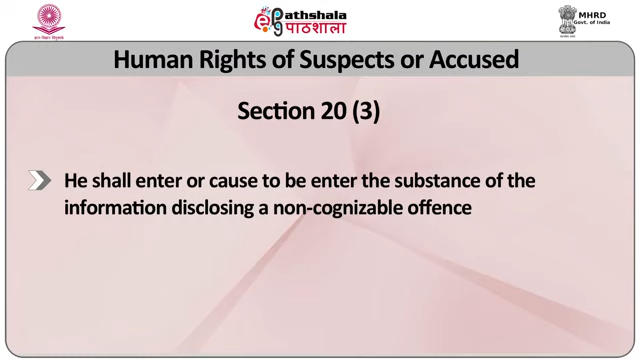 ePathshala
पाठशाला
MHRD
Govt. of India
Human Rights of Suspects or Accused
Section 20 (3)
He shall enter or cause to be enter the substance of the
information disclosing a non-cognizable offence